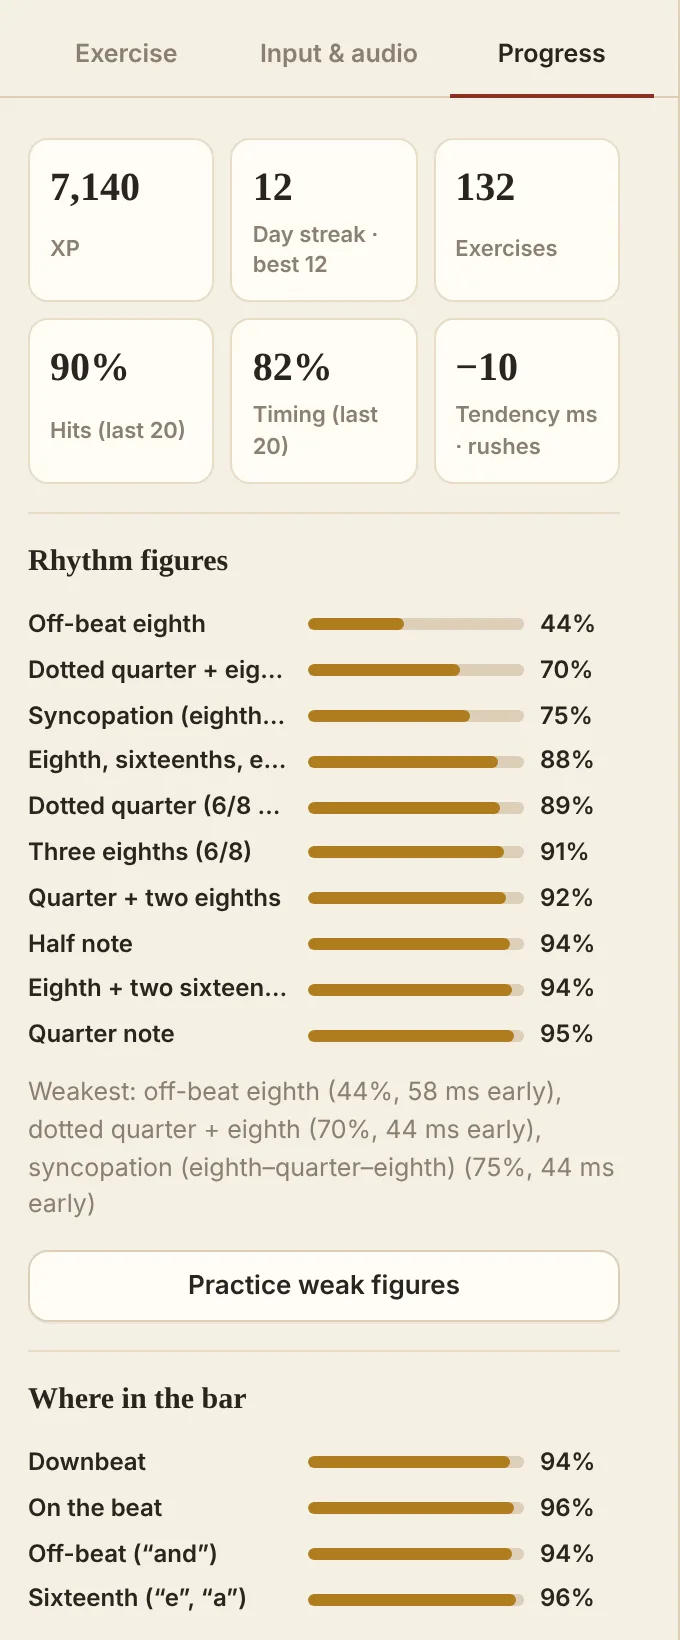 Exercise Input & audio Progress
7,140
XP
12
Day streak ·
best 12
132
Exercises
90%
Hits (last 20)
82%
Timing (last
20)
−10
Tendency ms
· rushes
Rhythm figures
Off-beat eighth 44%
Dotted quarter + eig... 70%
Syncopation (eighth... 75%
Eighth, sixteenths, e... 88%
Dotted quarter (6/8 ... 89%
Three eighths (6/8) 91%
Quarter + two eighths 92%
Half note 94%
Eighth + two sixteen... 94%
Quarter note 95%
Weakest: off-beat eighth (44%, 58 ms early),
dotted quarter + eighth (70%, 44 ms early),
syncopation (eighth–quarter–eighth) (75%, 44 ms
early)
Practice weak figures
Where in the bar
Downbeat 94%
On the beat 96%
Off-beat (“and”) 94%
Sixteenth (“e”, “a”) 96%